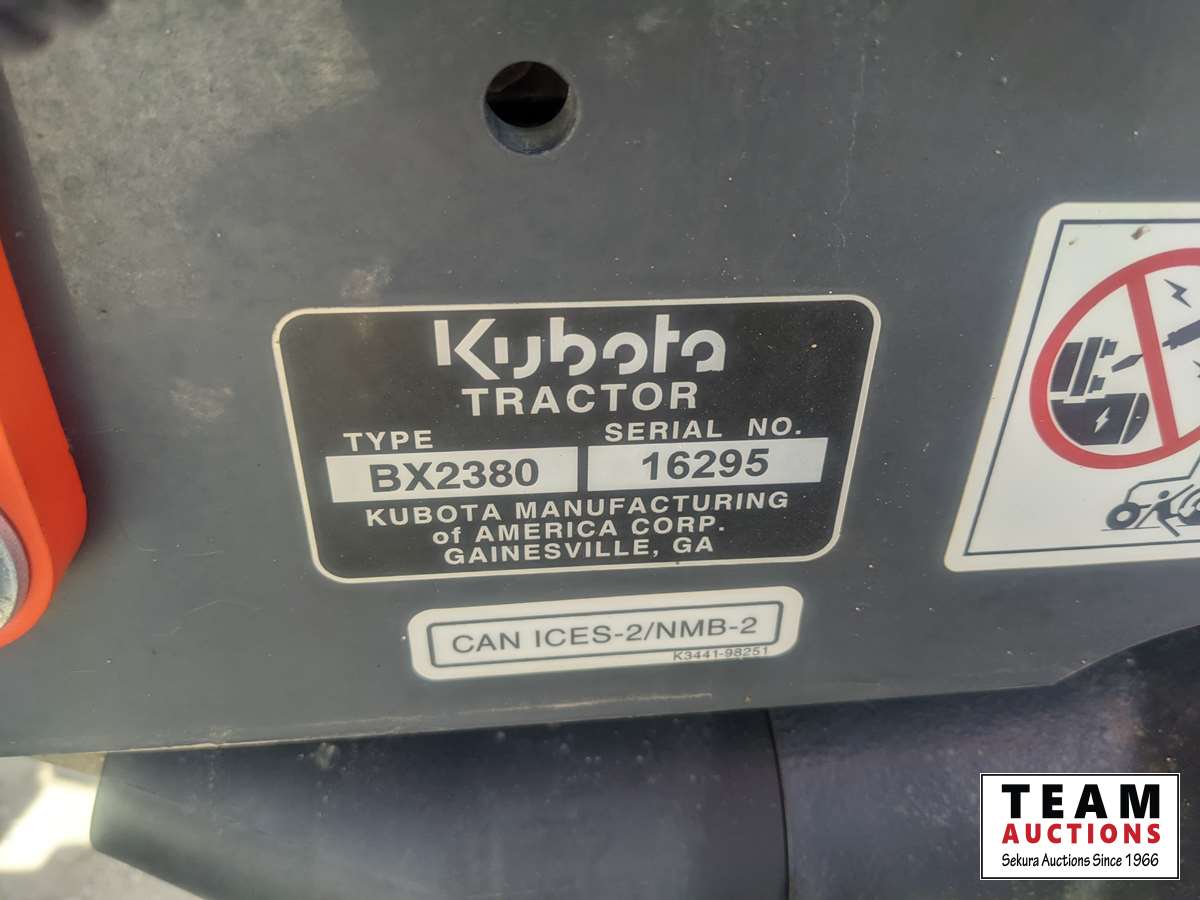 Kubota
TRACTOR
TYPE SERIAL NO.
BX2380 16295
KUBOTA MANUFACTURING
of AMERICA CORP.
GAINESVILLE, GA
CAN ICES-2/NMB-2
K3441-98251
TEAM
AUCTIONS
Sekura Auctions Since 1966